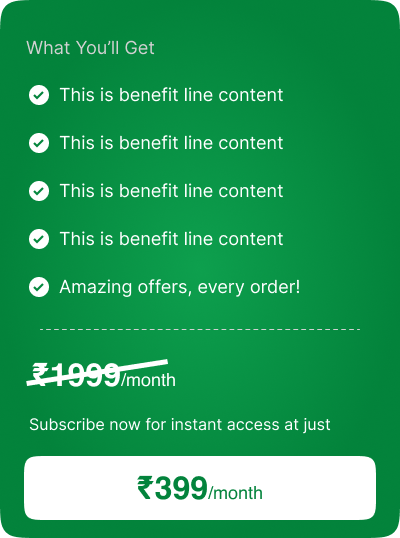 What You’ll Get
This is benefit line content
This is benefit line content
This is benefit line content
This is benefit line content
Amazing offers, every order!
₹1999/month
Subscribe now for instant access at just
₹399/month